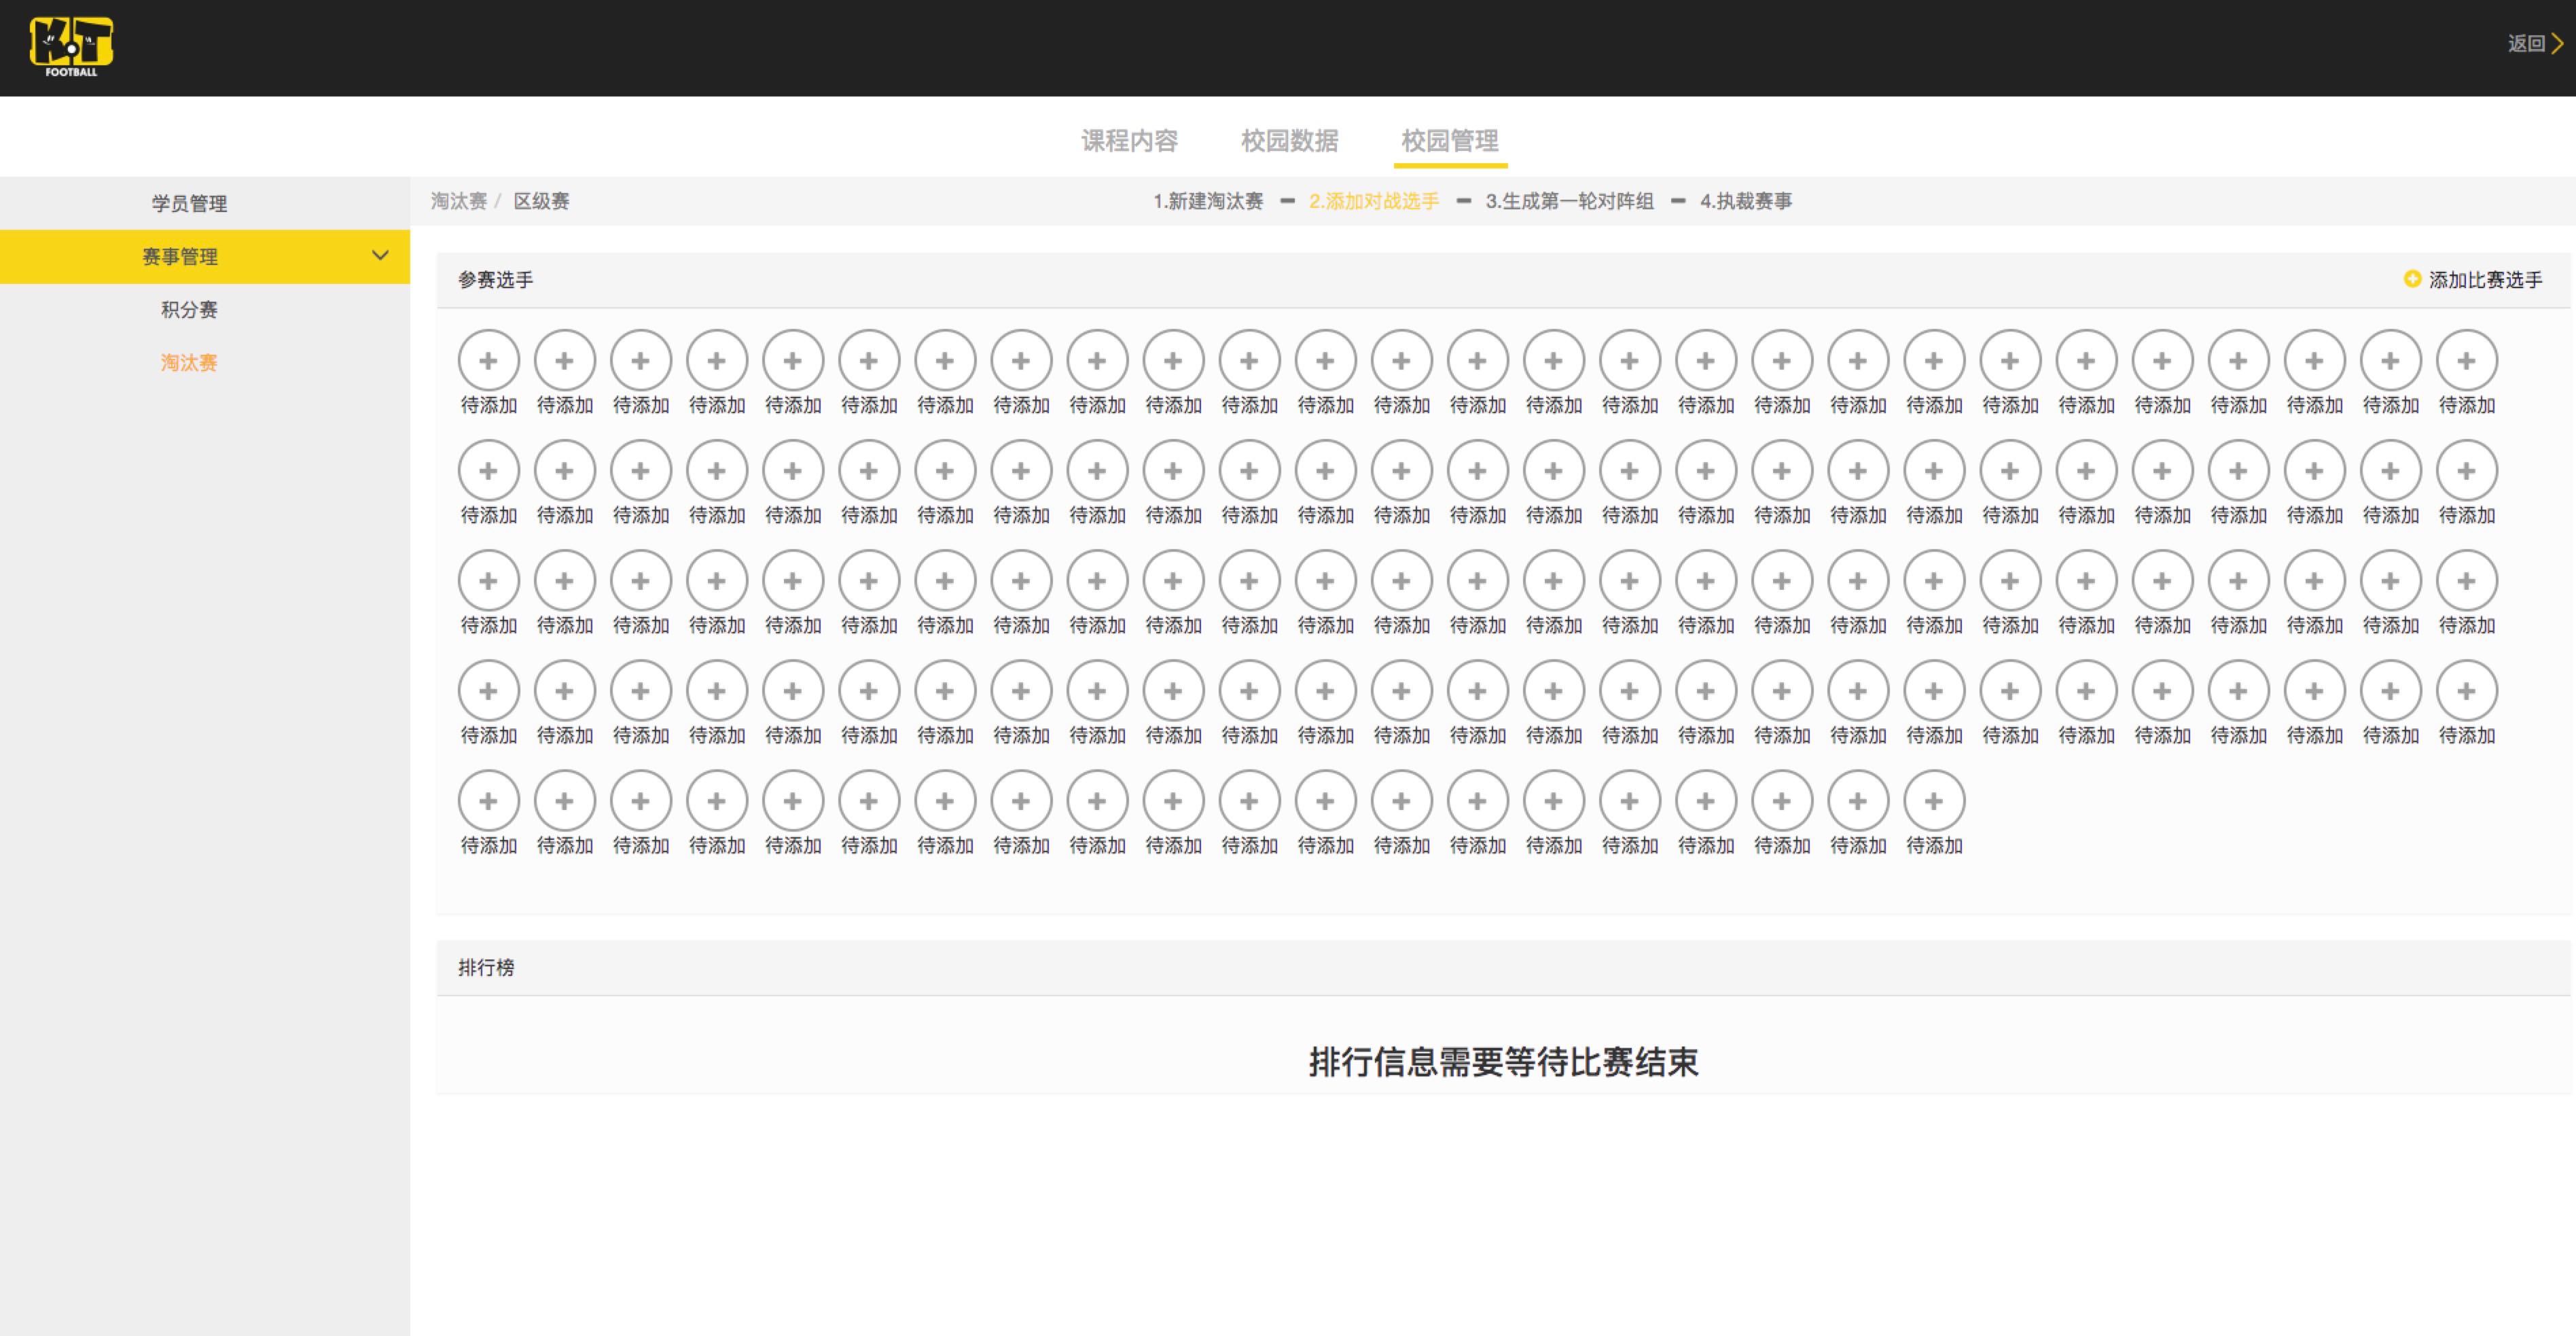 K.T
FOOTBALL
返回
课程内容 校园数据 校园管理
学员管理
赛事管理
积分赛
淘汰赛
淘汰赛 / 区级赛
1.新建淘汰赛 - 2.添加对战选手 - 3.生成第一轮对阵组 - 4.执裁赛事
参赛选手
添加比赛选手
待添加 待添加 待添加 待添加 待添加 待添加 待添加 待添加 待添加 待添加 待添加 待添加 待添加 待添加 待添加 待添加 待添加 待添加 待添加 待添加 待添加 待添加 待添加 待添加 待添加 待添加 待添加
待添加 待添加 待添加 待添加 待添加 待添加 待添加 待添加 待添加 待添加 待添加 待添加 待添加 待添加 待添加 待添加 待添加 待添加 待添加 待添加 待添加 待添加 待添加 待添加 待添加 待添加 待添加
待添加 待添加 待添加 待添加 待添加 待添加 待添加 待添加 待添加 待添加 待添加 待添加 待添加 待添加 待添加 待添加 待添加 待添加 待添加 待添加 待添加 待添加 待添加 待添加 待添加 待添加 待添加
待添加 待添加 待添加 待添加 待添加 待添加 待添加 待添加 待添加 待添加 待添加 待添加 待添加 待添加 待添加 待添加 待添加 待添加 待添加 待添加 待添加 待添加 待添加 待添加 待添加 待添加 待添加
待添加 待添加 待添加 待添加 待添加 待添加 待添加 待添加 待添加 待添加 待添加 待添加 待添加 待添加 待添加 待添加 待添加 待添加 待添加 待添加
排行榜
排行信息需要等待比赛结束